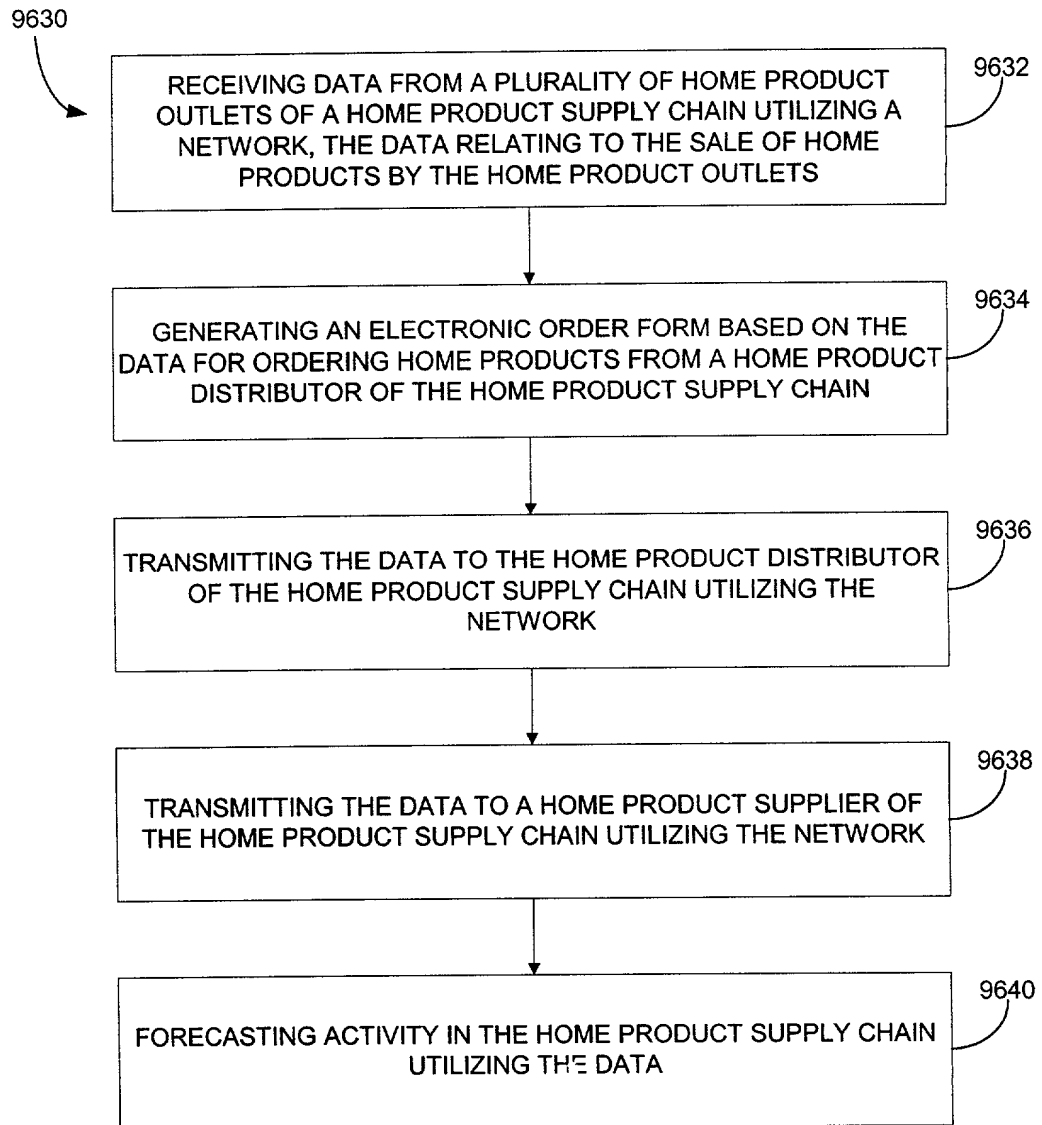 9630
RECEIVING DATA FROM A PLURALITY OF HOME PRODUCT
OUTLETS OF A HOME PRODUCT SUPPLY CHAIN UTILIZING A
NETWORK, THE DATA RELATING TO THE SALE OF HOME
PRODUCTS BY THE HOME PRODUCT OUTLETS
9632
GENERATING AN ELECTRONIC ORDER FORM BASED ON THE
DATA FOR ORDERING HOME PRODUCTS FROM A HOME PRODUCT
DISTRIBUTOR OF THE HOME PRODUCT SUPPLY CHAIN
9634
TRANSMITTING THE DATA TO THE HOME PRODUCT DISTRIBUTOR
OF THE HOME PRODUCT SUPPLY CHAIN UTILIZING THE
NETWORK
9636
TRANSMITTING THE DATA TO A HOME PRODUCT SUPPLIER OF
THE HOME PRODUCT SUPPLY CHAIN UTILIZING THE NETWORK
9638
FORECASTING ACTIVITY IN THE HOME PRODUCT SUPPLY CHAIN
UTILIZING THE DATA
9640